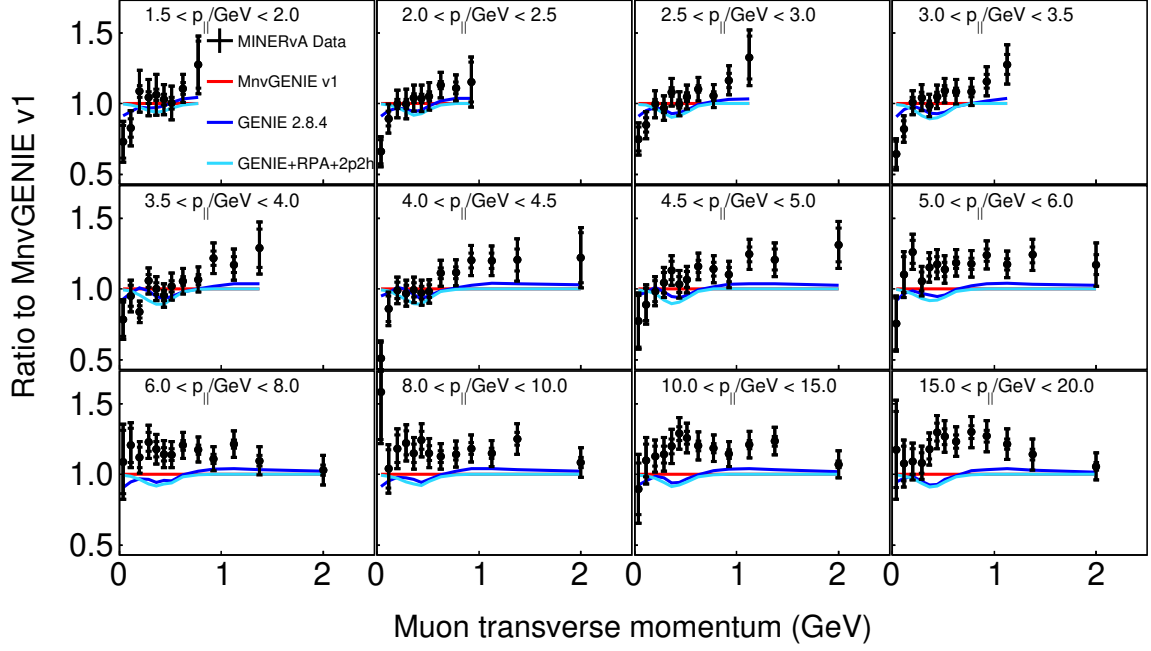 1.5 < p||/GeV < 2.0
2.0 < p||/GeV < 2.5
2.5 < p||/GeV < 3.0
3.0 < p||/GeV < 3.5
MINERvA Data
MnvGENIE v1
GENIE 2.8.4
GENIE+RPA+2p2h
1.5
1.0
0.5
3.5 < p||/GeV < 4.0
4.0 < p||/GeV < 4.5
4.5 < p||/GeV < 5.0
5.0 < p||/GeV < 6.0
1.5
1.0
0.5
6.0 < p||/GeV < 8.0
8.0 < p||/GeV < 10.0
10.0 < p||/GeV < 15.0
15.0 < p||/GeV < 20.0
1.5
1.0
0.5
0 1 2 0 1 2 0 1 2 0 1 2
Ratio to MnvGENIE v1
Muon transverse momentum (GeV)